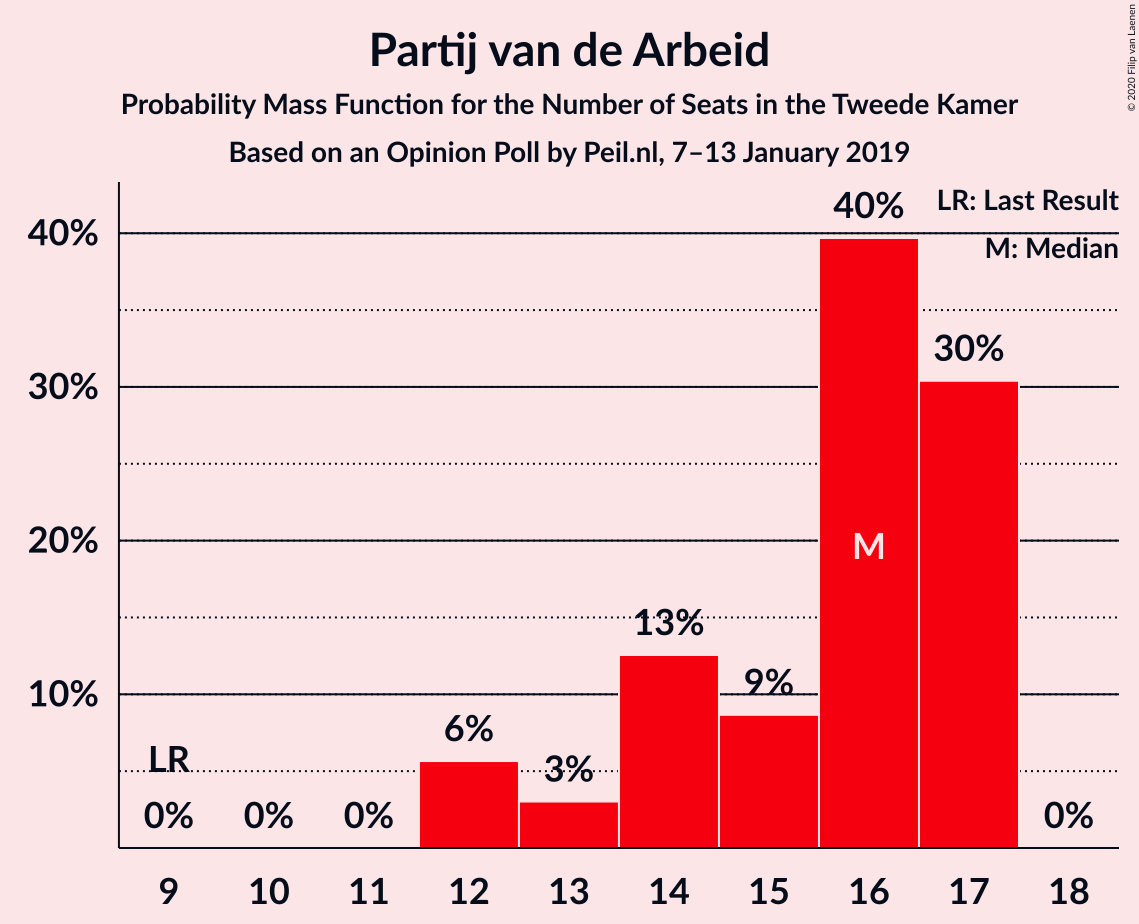 Partij van de Arbeid
Probability Mass Function for the Number of Seats in the Tweede Kamer
Based on an Opinion Poll by Peil.nl, 7–13 January 2019
© 2020 Filip van Laenen
LR: Last Result
M: Median
40%
30%
20%
10%
LR
0%
0%
0%
6%
3%
13%
9%
40%
M
30%
0%
9 10 11 12 13 14 15 16 17 18